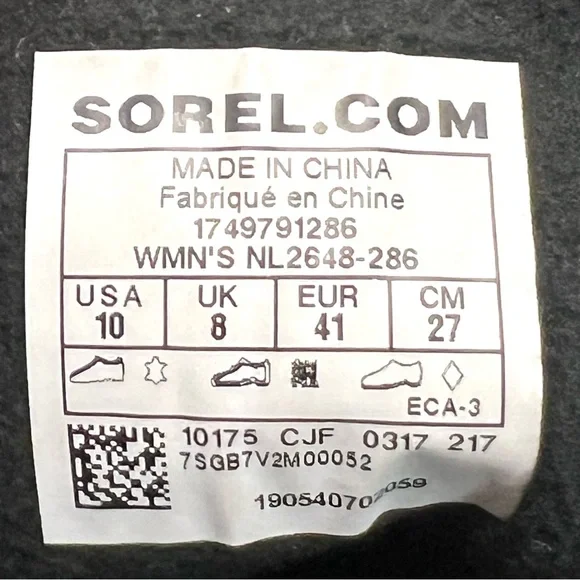 SOREL.COM
MADE IN CHINA
Fabriqué en Chine
1749791286
WMN'S NL2648-286
USA UK EUR CM
10 8 41 27
ECA-3
10175 CJF 0317 217
7SGB7V2M00052
190540702059